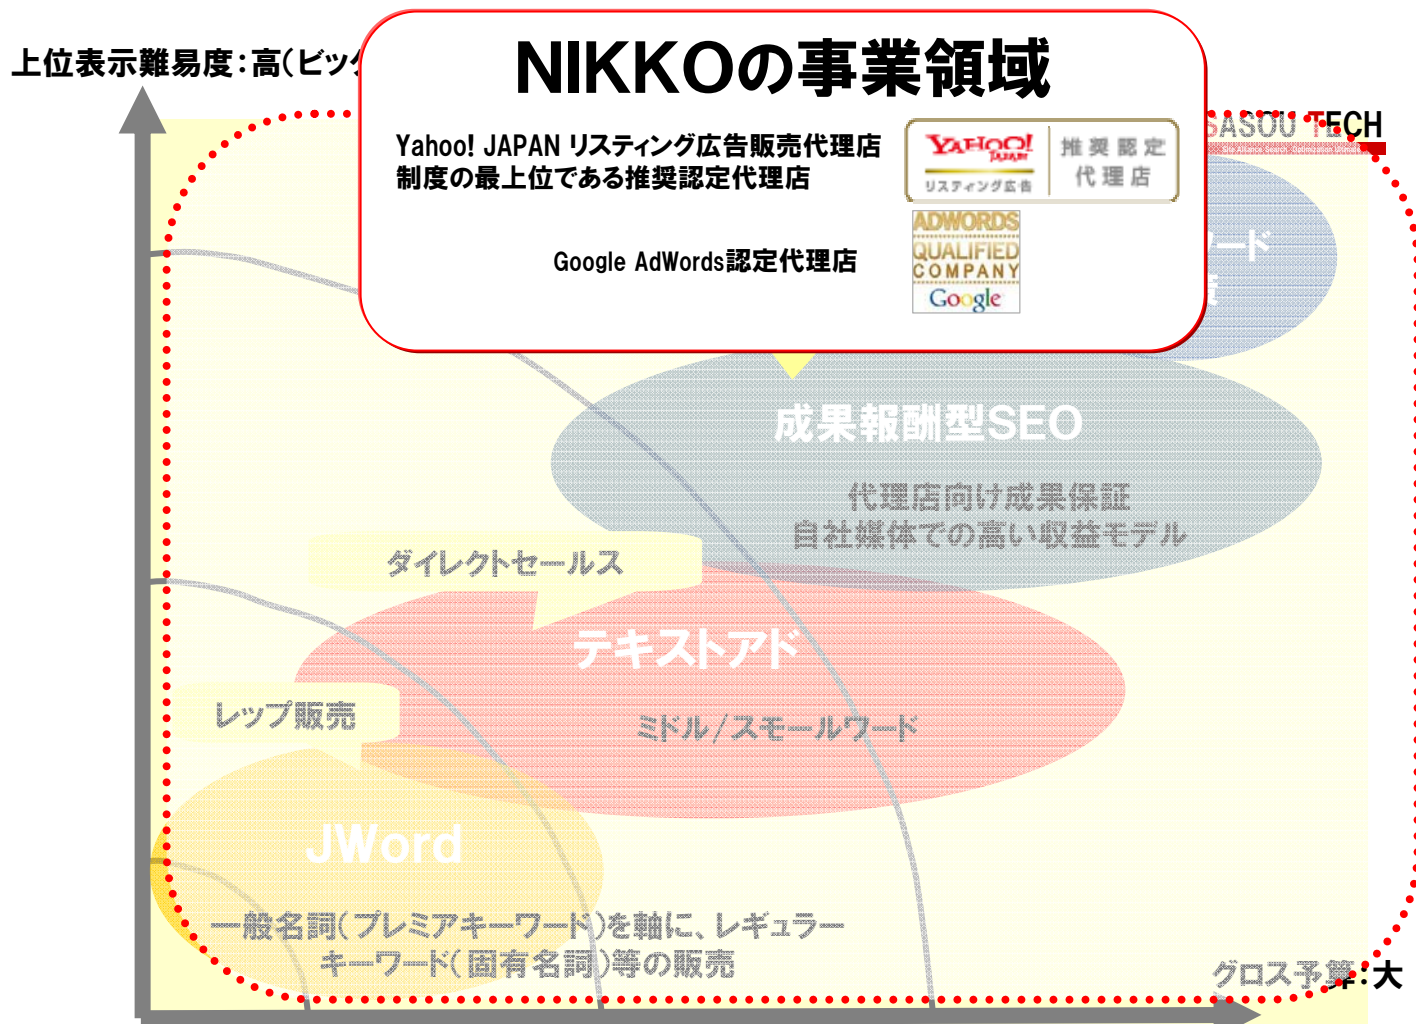 NIKKOの事業領域
上位表示難易度:高(ビック
Yahoo! JAPAN リスティング広告販売代理店
制度の最上位である推奨認定代理店
YAHOO!
JAPAN
リスティング広告
推奨認定
代理店
SASOU TECH
Site Alliance Search
Google AdWords認定代理店
ADWORDS
QUALIFIED
COMPANY
Google
ード
成果報酬型SEO
代理店向け成果保証
自社媒体での高い収益モデル
ダイレクトセールス
テキストアド
ミドル/スモールワード
レップ販売
JWord
一般名詞(プレミアキーワード)を軸に、レギュラー
キーワード(固有名詞)等の販売
グロス予算:大